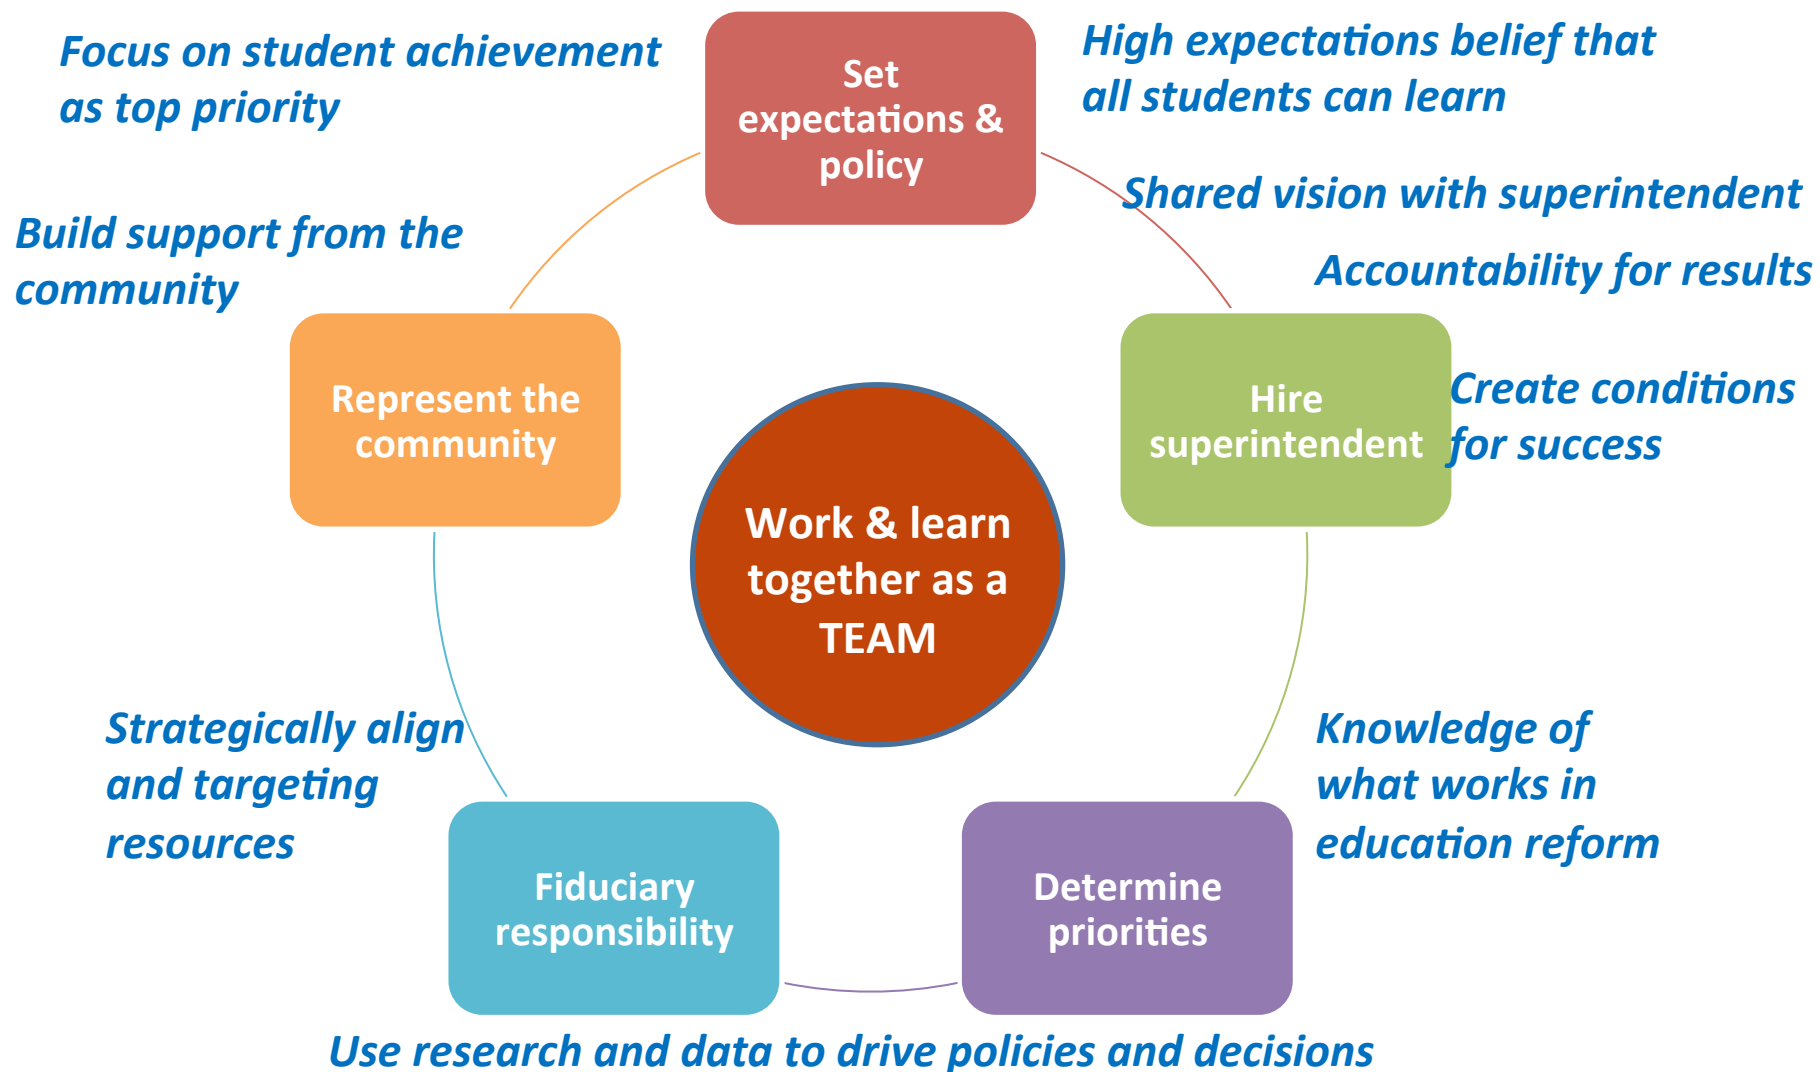 Focus on student achievement
as top priority
Set
expectations &
policy
High expectations belief that
all students can learn
Shared vision with superintendent
Accountability for results
Build support from the
community
Represent the
community
Hire
superintendent
Create conditions
for success
Work & learn
together as a
TEAM
Strategically align
and targeting
resources
Knowledge of
what works in
education reform
Fiduciary
responsibility
Determine
priorities
Use research and data to drive policies and decisions